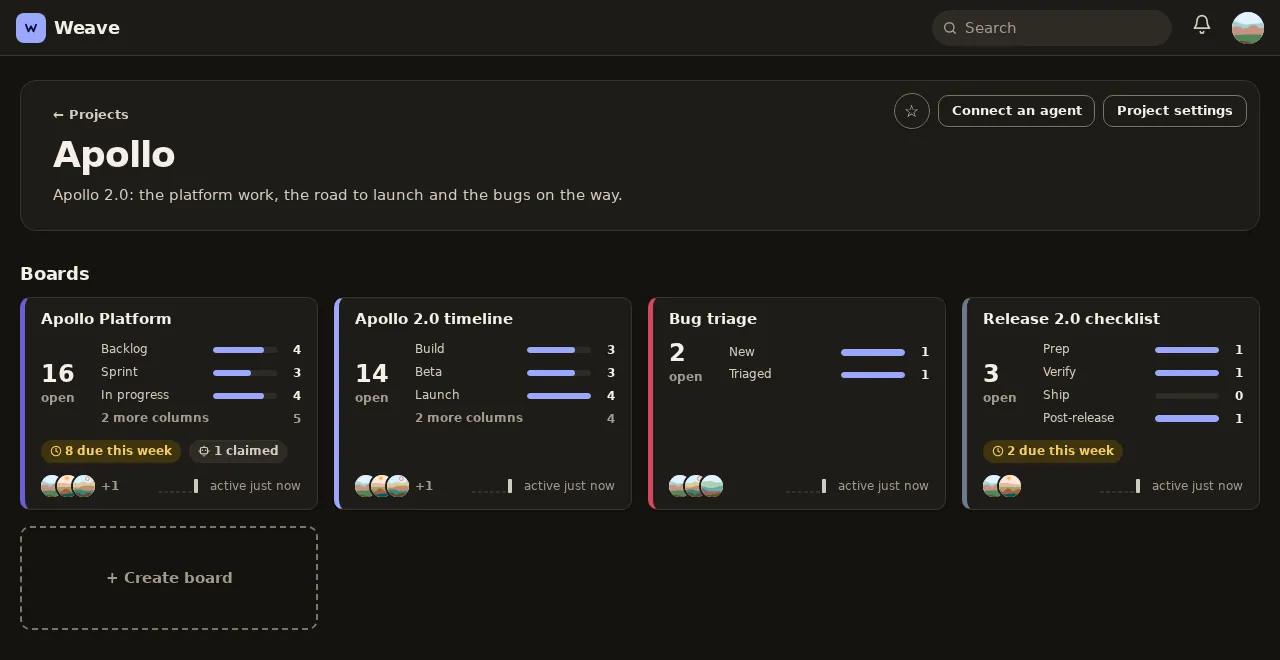 W Weave
Search
← Projects
Connect an agent
Project settings
Apollo
Apollo 2.0: the platform work, the road to launch and the bugs on the way.
Boards
Apollo Platform
16 open
Backlog 4
Sprint 3
In progress 4
2 more columns 5
8 due this week
1 claimed
+1
active just now
Apollo 2.0 timeline
14 open
Build 3
Beta 3
Launch 4
2 more columns 4
+1
active just now
Bug triage
2 open
New 1
Triaged 1
active just now
Release 2.0 checklist
3 open
Prep 1
Verify 1
Ship 0
Post-release 1
2 due this week
active just now
+ Create board